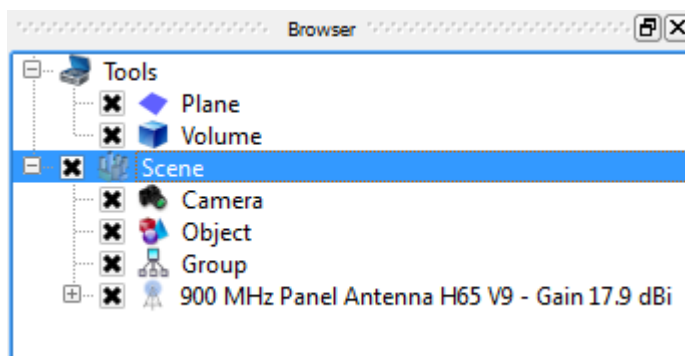 Browser
Tools
Plane
Volume
Scene
Camera
Object
Group
900 MHz Panel Antenna H65 V9 - Gain 17.9 dBi